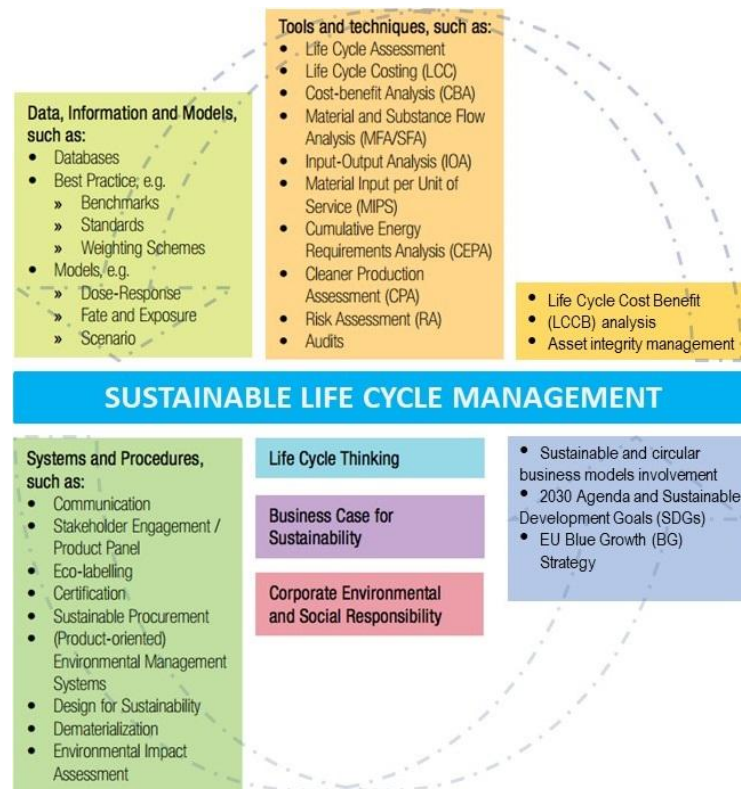 Tools and techniques, such as:
• Life Cycle Assessment
• Life Cycle Costing (LCC)
• Cost-benefit Analysis (CBA)
• Material and Substance Flow
Analysis (MFA/SFA)
• Input-Output Analysis (IOA)
• Material Input per Unit of
Service (MIPS)
• Cumulative Energy
Requirements Analysis (CEPA)
• Cleaner Production
Assessment (CPA)
• Risk Assessment (RA)
• Audits
Data, Information and Models,
such as:
• Databases
• Best Practice, e.g.
» Benchmarks
» Standards
» Weighting Schemes
• Models, e.g.
» Dose-Response
» Fate and Exposure
» Scenario
• Life Cycle Cost Benefit
• (LCCB) analysis
• Asset integrity management
SUSTAINABLE LIFE CYCLE MANAGEMENT
Systems and Procedures,
such as:
• Communication
• Stakeholder Engagement /
Product Panel
• Eco-labelling
• Certification
• Sustainable Procurement
• (Product-oriented)
Environmental Management
Systems
• Design for Sustainability
• Dematerialization
• Environmental Impact
Assessment
Life Cycle Thinking
Business Case for
Sustainability
Corporate Environmental
and Social Responsibility
• Sustainable and circular
business models involvement
• 2030 Agenda and Sustainable
Development Goals (SDGs)
• EU Blue Growth (BG)
Strategy